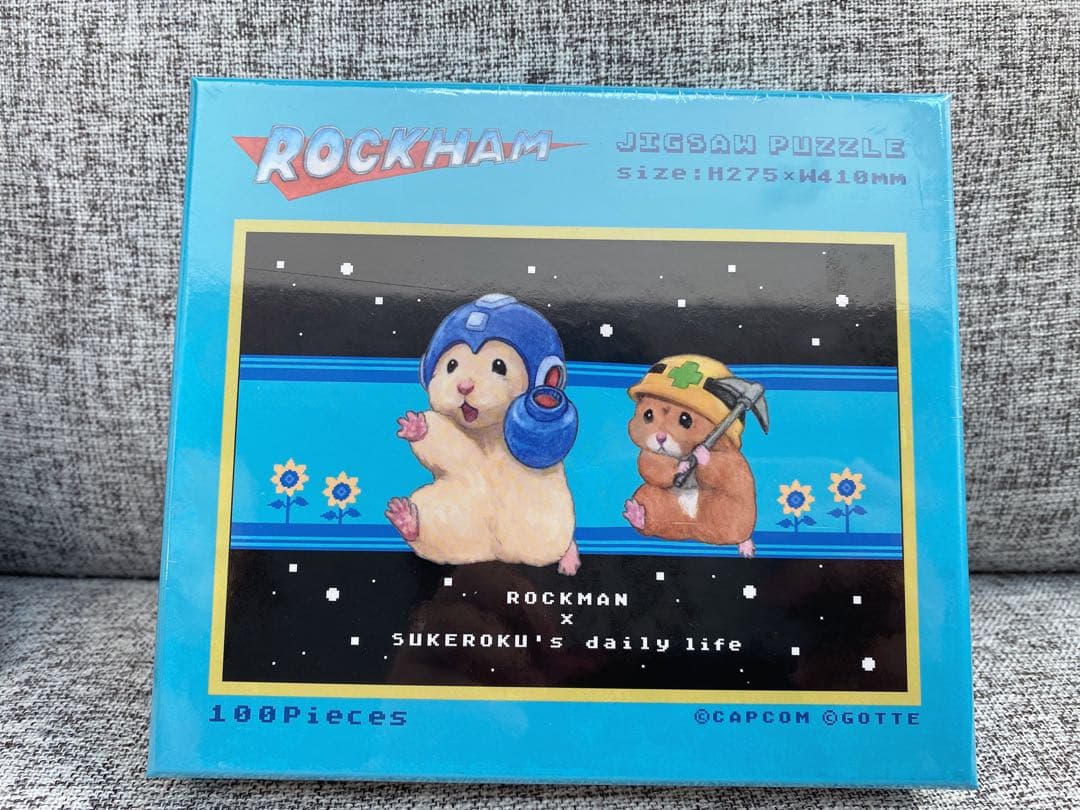 ROCKHAM
JIGSAW PUZZLE
size:H275×W410mm
ROCKMAN
X
SUKEROKU's daily life
100Pieces
©CAPCOM ©GOTTE